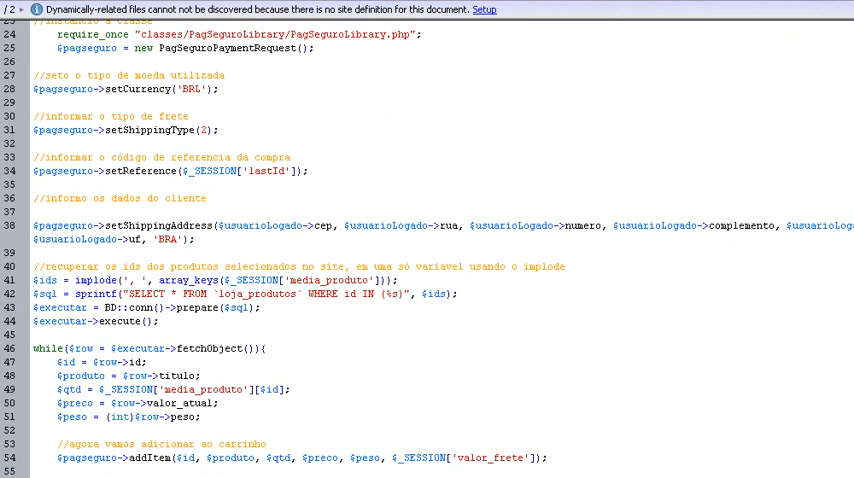 / 2 Dynamically-related files cannot not be discovered because there is no site definition for this document. Setup
23 //instancio a classe
24 require_once "classes/PagSeguroLibrary/PagSeguroLibrary.php";
25 $pagseguro = new PagSeguroPaymentRequest();
26
27 //seto o tipo de moeda utilizada
28 $pagseguro->setCurrency('BRL');
29
30 //informar o tipo de frete
31 $pagseguro->setShippingType(2);
32
33 //informar o código de referencia da compra
34 $pagseguro->setReference($_SESSION['lastId']);
35
36 //informo os dados do cliente
37
38 $pagseguro->setShippingAddress($usuarioLogado->cep, $usuarioLogado->rua, $usuarioLogado->numero, $usuarioLogado->complemento, $usuarioLog
$usuarioLogado->uf, 'BRA');
39
40 //recuperar os ids dos produtos selecionados no site, em uma só variavel usando o implode
41 $ids = implode(', ', array_keys($_SESSION['media_produto']));
42 $sql = sprintf("SELECT * FROM `loja_produtos` WHERE id IN (%s)", $ids);
43 $executar = BD::conn()->prepare($sql);
44 $executar->execute();
45
46 while($row = $executar->fetchObject()){
47 $id = $row->id;
48 $produto = $row->titulo;
49 $qtd = $_SESSION['media_produto'][$id];
50 $preco = $row->valor_atual;
51 $peso = (int)$row->peso;
52
53 //agora vamos adicionar ao carrinho
54 $pagseguro->addItem($id, $produto, $qtd, $preco, $peso, $_SESSION['valor_frete']);
55